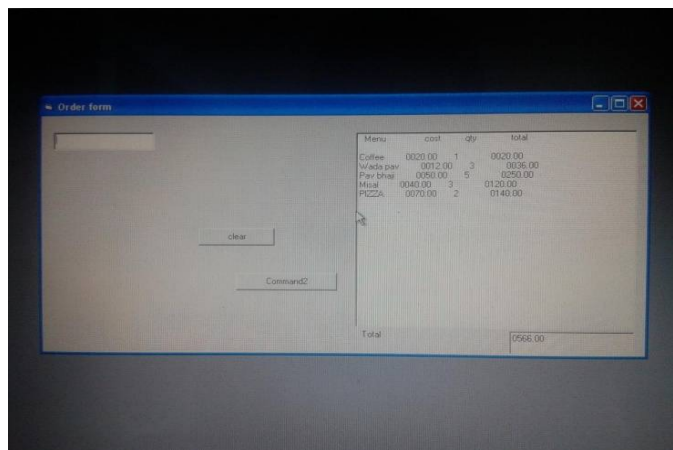 Order form
Menu cost qty total
Coffee 0020.00 1 0020.00
Wada pav 0012.00 3 0036.00
Pav bhaji 0050.00 5 0250.00
Misal 0040.00 3 0120.00
PIZZA 0070.00 2 0140.00
clear
Command2
Total 0566.00